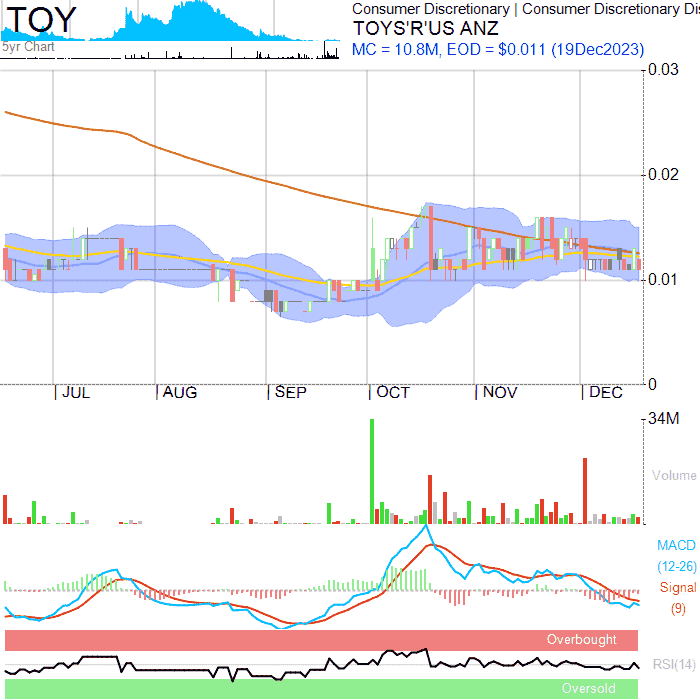 TOY
5yr Chart
Consumer Discretionary | Consumer Discretionary Dis
TOYS'R'US ANZ
MC = 10.8M, EOD = $0.011 (19Dec2023)
0.03
0.02
0.01
0
| JUL | AUG | SEP | OCT | NOV | DEC
34M
Volume
MACD
(12-26)
Signal
(9)
Overbought
RSI(14)
Oversold